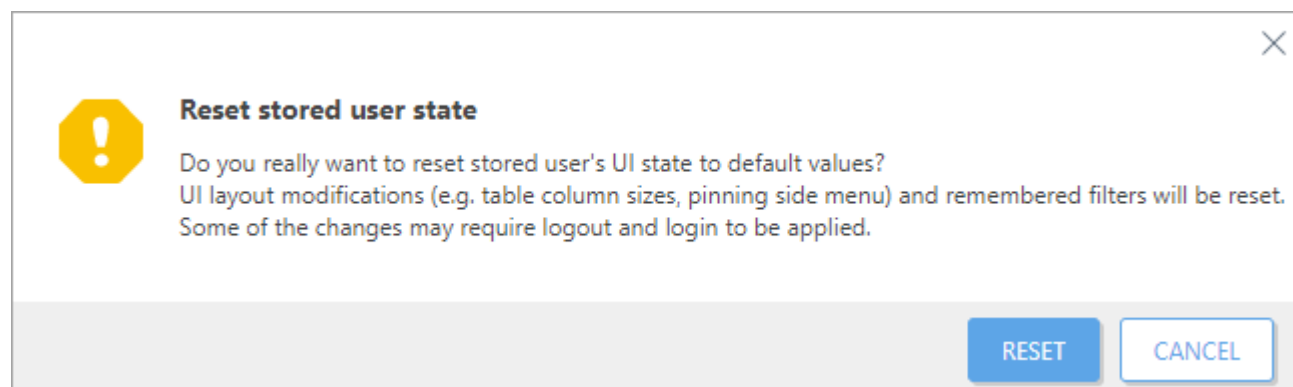 Reset stored user state
Do you really want to reset stored user's UI state to default values?
UI layout modifications (e.g. table column sizes, pinning side menu) and remembered filters will be reset.
Some of the changes may require logout and login to be applied.
RESET
CANCEL